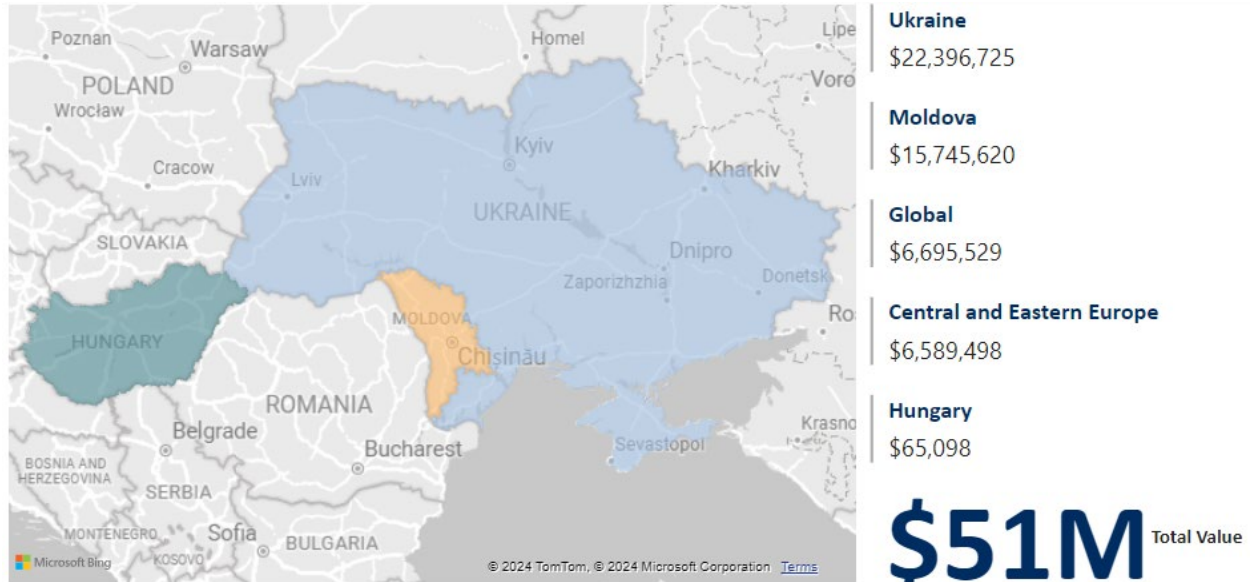 Poznan
Warsaw
POLAND
Wrocław
Cracow
Homel
Lipe
Voro
Kyiv
Kharkiv
Lviv
UKRAINE
Dnipro
Zaporizhzhia
Donetsk
SLOVAKIA
HUNGARY
MOLDOVA
Chișinău
Ro
ROMANIA
Belgrade
Bucharest
Sevastopol
Krasno
BOSNIA AND
HERZEGOVINA
SERBIA
MONTENEGRO
Sofia
KOSOVO
BULGARIA
Microsoft Bing
© 2024 TomTom, © 2024 Microsoft Corporation Terms
Ukraine
$22,396,725
Moldova
$15,745,620
Global
$6,695,529
Central and Eastern Europe
$6,589,498
Hungary
$65,098
$51M Total Value